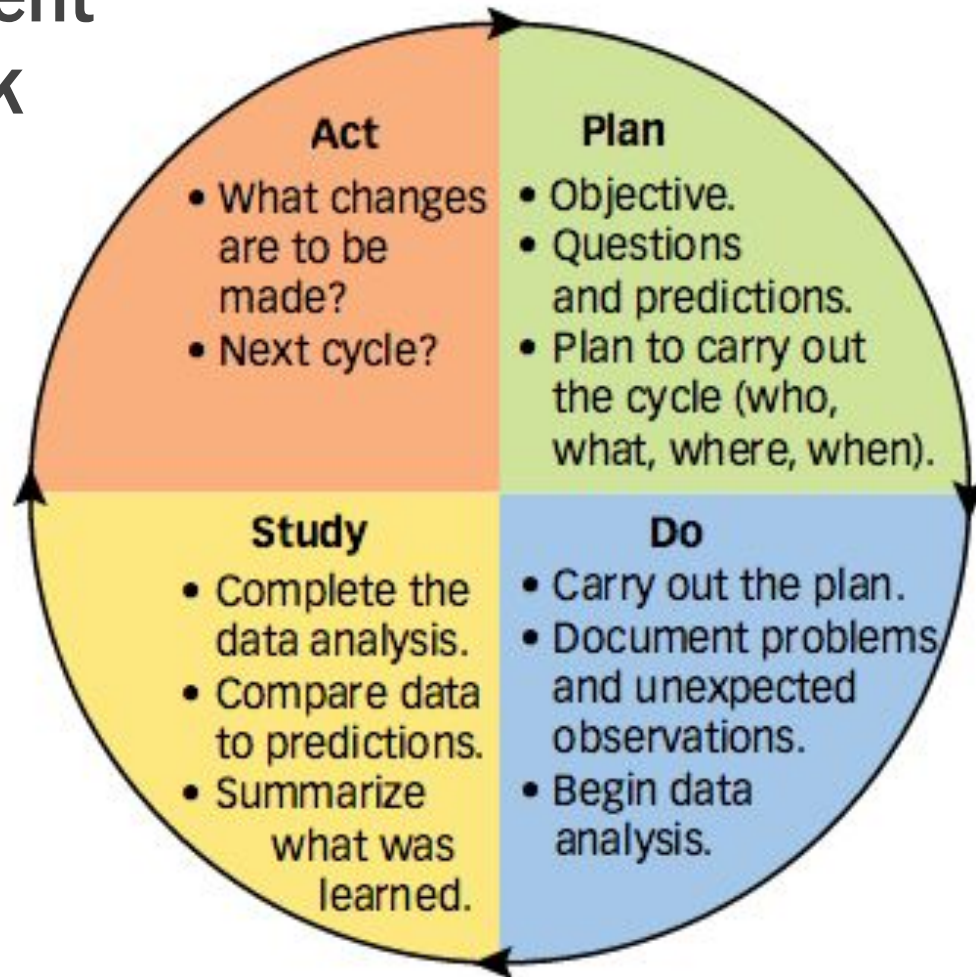 Act
• What changes
are to be
made?
• Next cycle?
Plan
• Objective.
• Questions
and predictions.
• Plan to carry out
the cycle (who,
what, where, when).
Study
• Complete the
data analysis.
• Compare data
to predictions.
• Summarize
what was
learned.
Do
• Carry out the plan.
• Document problems
and unexpected
observations.
• Begin data
analysis.